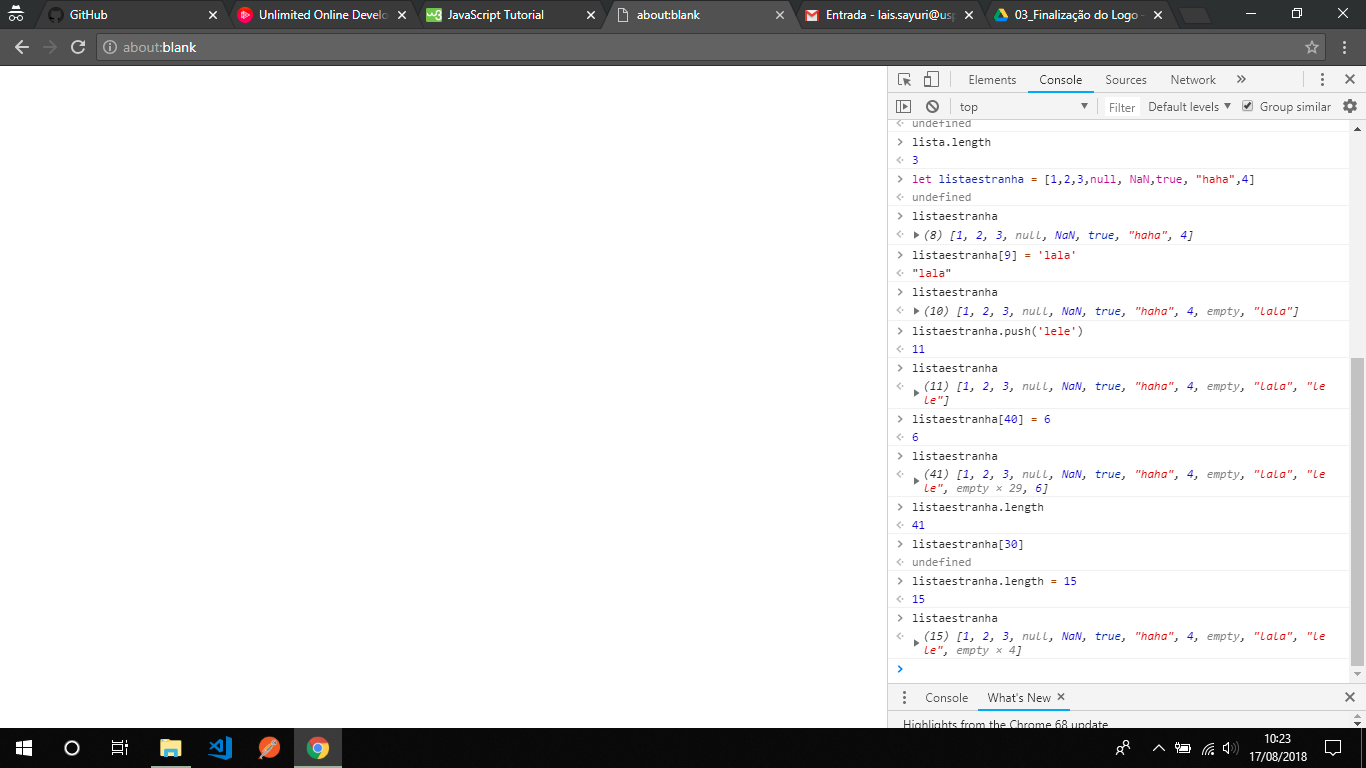 GitHub
Unlimited Online Develo
JavaScript Tutorial
about:blank
Entrada - lais.sayuri@usp
03_Finalização do Logo -
about:blank
Elements Console Sources Network
top Filter Default levels Group similar
undefined
lista.length
3
let listaestranha = [1,2,3,null, NaN,true, "haha",4]
undefined
listaestranha
(8) [1, 2, 3, null, NaN, true, "haha", 4]
listaestranha[9] = 'lala'
"lala"
listaestranha
(10) [1, 2, 3, null, NaN, true, "haha", 4, empty, "lala"]
listaestranha.push('lele')
11
listaestranha
(11) [1, 2, 3, null, NaN, true, "haha", 4, empty, "lala", "le
le"]
listaestranha[40] = 6
6
listaestranha
(41) [1, 2, 3, null, NaN, true, "haha", 4, empty, "lala", "le
le", empty × 29, 6]
listaestranha.length
41
listaestranha[30]
undefined
listaestranha.length = 15
15
listaestranha
(15) [1, 2, 3, null, NaN, true, "haha", 4, empty, "lala", "le
le", empty × 4]
Console What's New
Highlights from the Chrome 68 update
10:23
17/08/2018